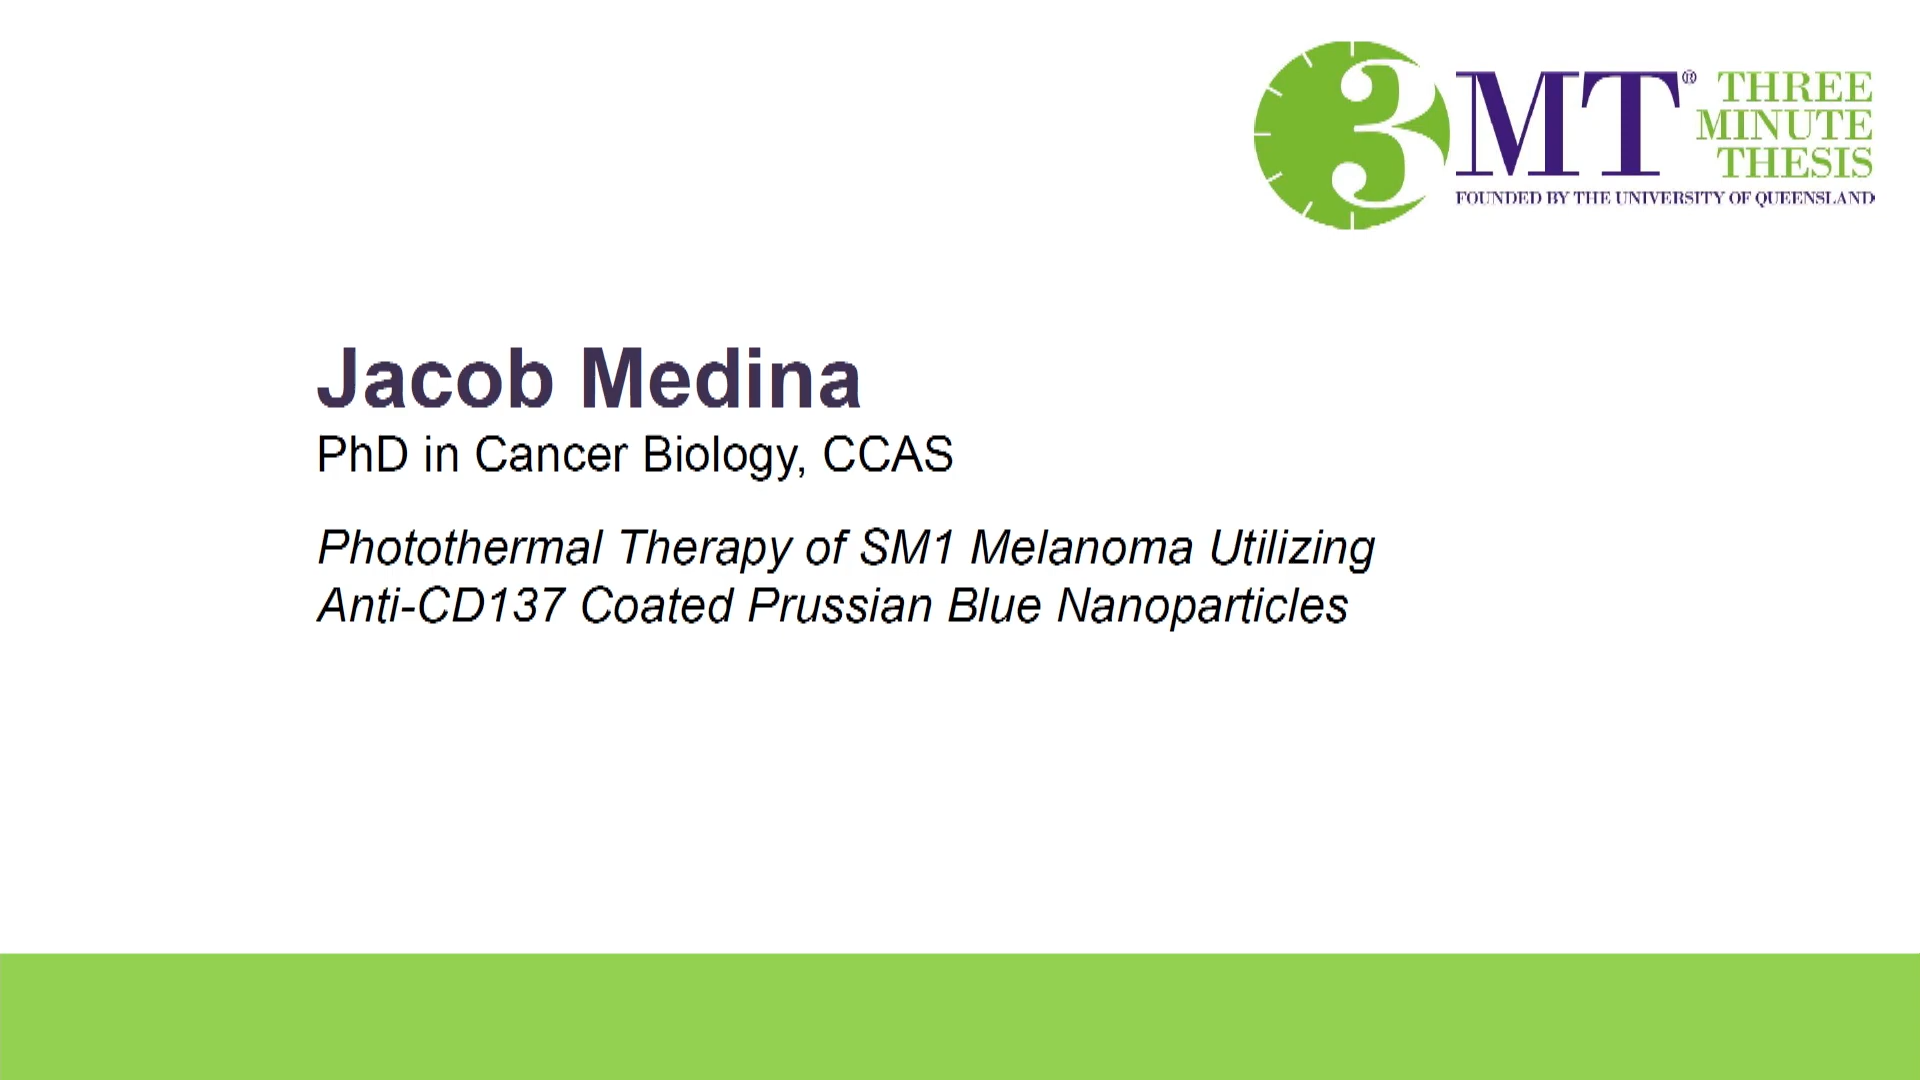 3MT® THREE
MINUTE
THESIS
FOUNDED BY THE UNIVERSITY OF QUEENSLAND
Jacob Medina
PhD in Cancer Biology, CCAS
Photothermal Therapy of SM1 Melanoma Utilizing
Anti-CD137 Coated Prussian Blue Nanoparticles